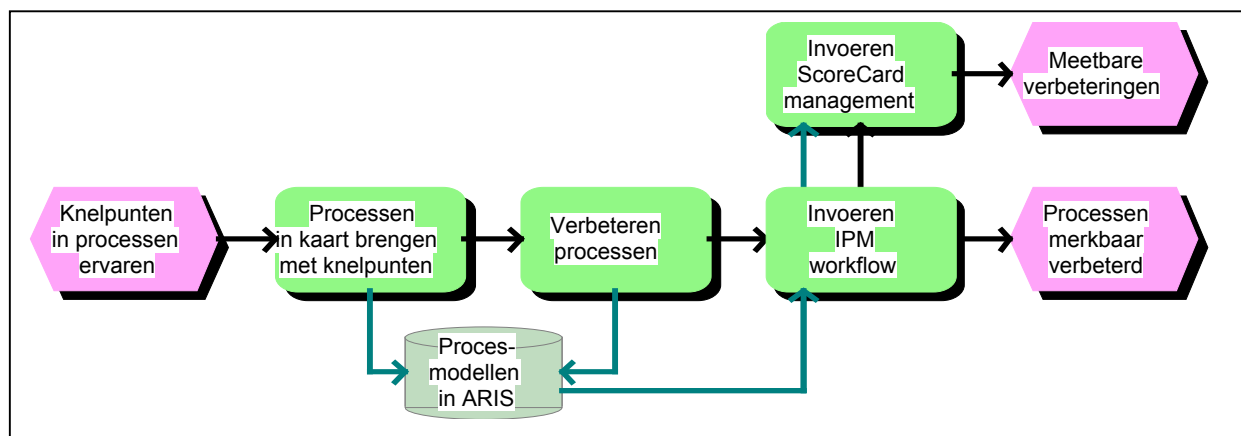 Invoeren
ScoreCard
management
Meetbare
verbeteringen
Knelpunten
in processen
ervaren
Processen
in kaart brengen
met knelpunten
Verbeteren
processen
Invoeren
IPM
workflow
Processen
merkbaar
verbeterd
Proces-
modellen
in ARIS